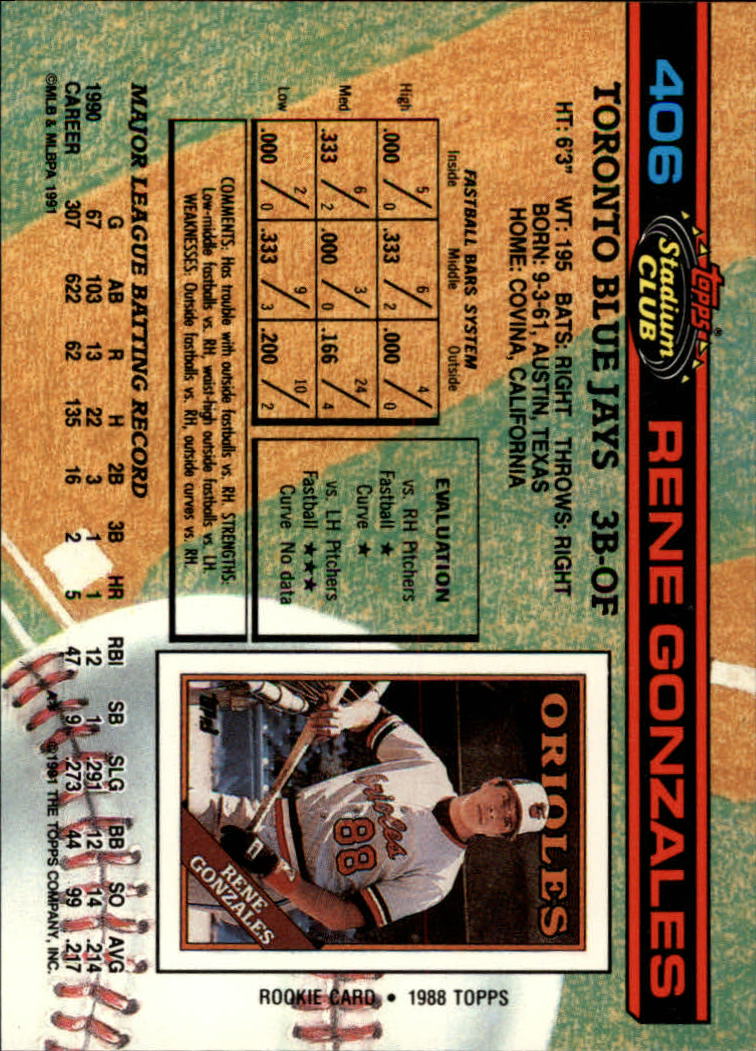 406
Topps®
Stadium
CLUB
RENE GONZALES
TORONTO BLUE JAYS 3B-OF
HT: 6'3" WT: 195 BATS: RIGHT THROWS: RIGHT
BORN: 9-3-61, AUSTIN, TEXAS
HOME: COVINA, CALIFORNIA
FASTBALL BARS SYSTEM
Inside Middle Outside
High .000 5/0 .333 6/2 .000 4/0
Med .333 6/2 .000 3/0 .166 24/4
Low .000 2/0 .333 9/3 .200 10/2
EVALUATION
vs. RH Pitchers
Fastball ★
Curve ★
vs. LH Pitchers
Fastball ★★★
Curve No data
COMMENTS: Has trouble with outside fastballs vs. RH. STRENGTHS:
Low-middle fastballs vs. RH, waist-high outside fastballs vs. LH.
WEAKNESSES: Outside fastballs vs. RH, outside curves vs. RH.
ORIOLES
Orioles
88
RENE
GONZALES
Topps
ROOKIE CARD • 1988 TOPPS
MAJOR LEAGUE BATTING RECORD
G AB R H 2B 3B HR RBI SB SLG BB SO AVG
1990 67 103 13 22 3 1 1 12 1 .291 12 14 .214
CAREER 307 622 62 135 16 2 5 47 9 .273 44 99 .217
©MLB & MLBPA 1991
©1991 THE TOPPS COMPANY, INC.